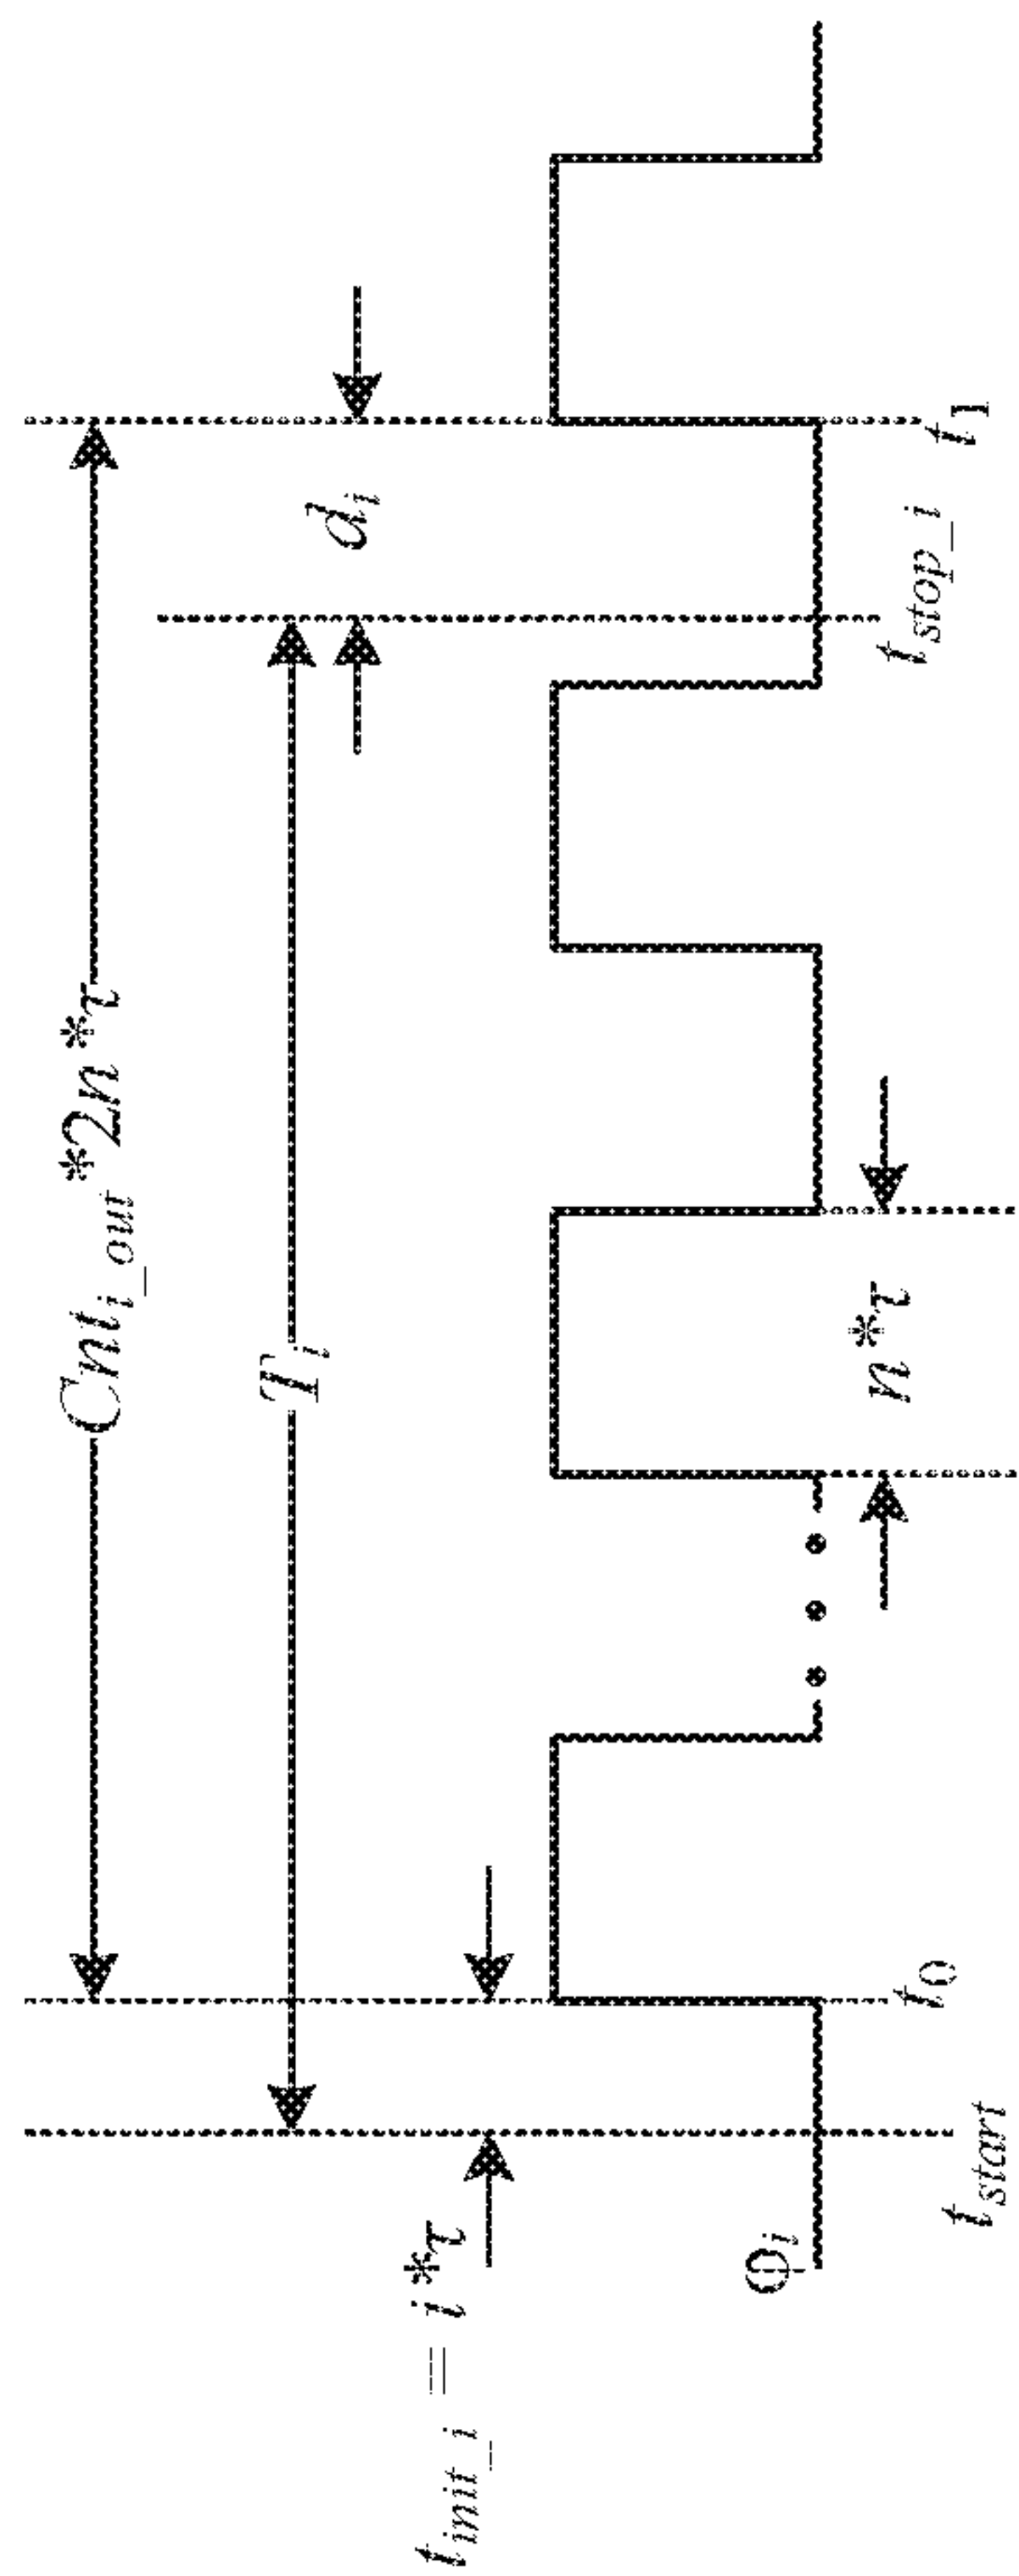 Cnt_{i_out}*2n*τ
T_i
d_i
t_{init_i} = i*τ
φ_i
n*τ
t_{start}
t_0
t_{stop_i}
t_1